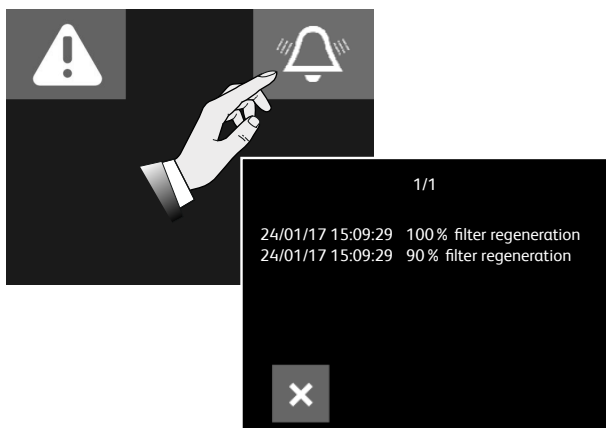 1/1
24/01/17 15:09:29 100 % filter regeneration
24/01/17 15:09:29 90 % filter regeneration